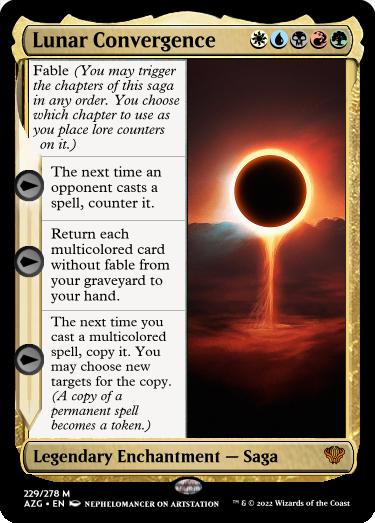 Lunar Convergence
Fable (You may trigger
the chapters of this saga
in any order. You choose
which chapter to use as
you place lore counters
on it.)
The next time an
opponent casts a
spell, counter it.
Return each
multicolored card
without fable from
your graveyard to
your hand.
The next time you
cast a multicolored
spell, copy it. You
may choose new
targets for the copy.
(A copy of a
permanent spell
becomes a token.)
Legendary Enchantment — Saga
229/278 M
AZG • EN NEPHELOMANCER ON ARTSTATION
™ & © 2022 Wizards of the Coast